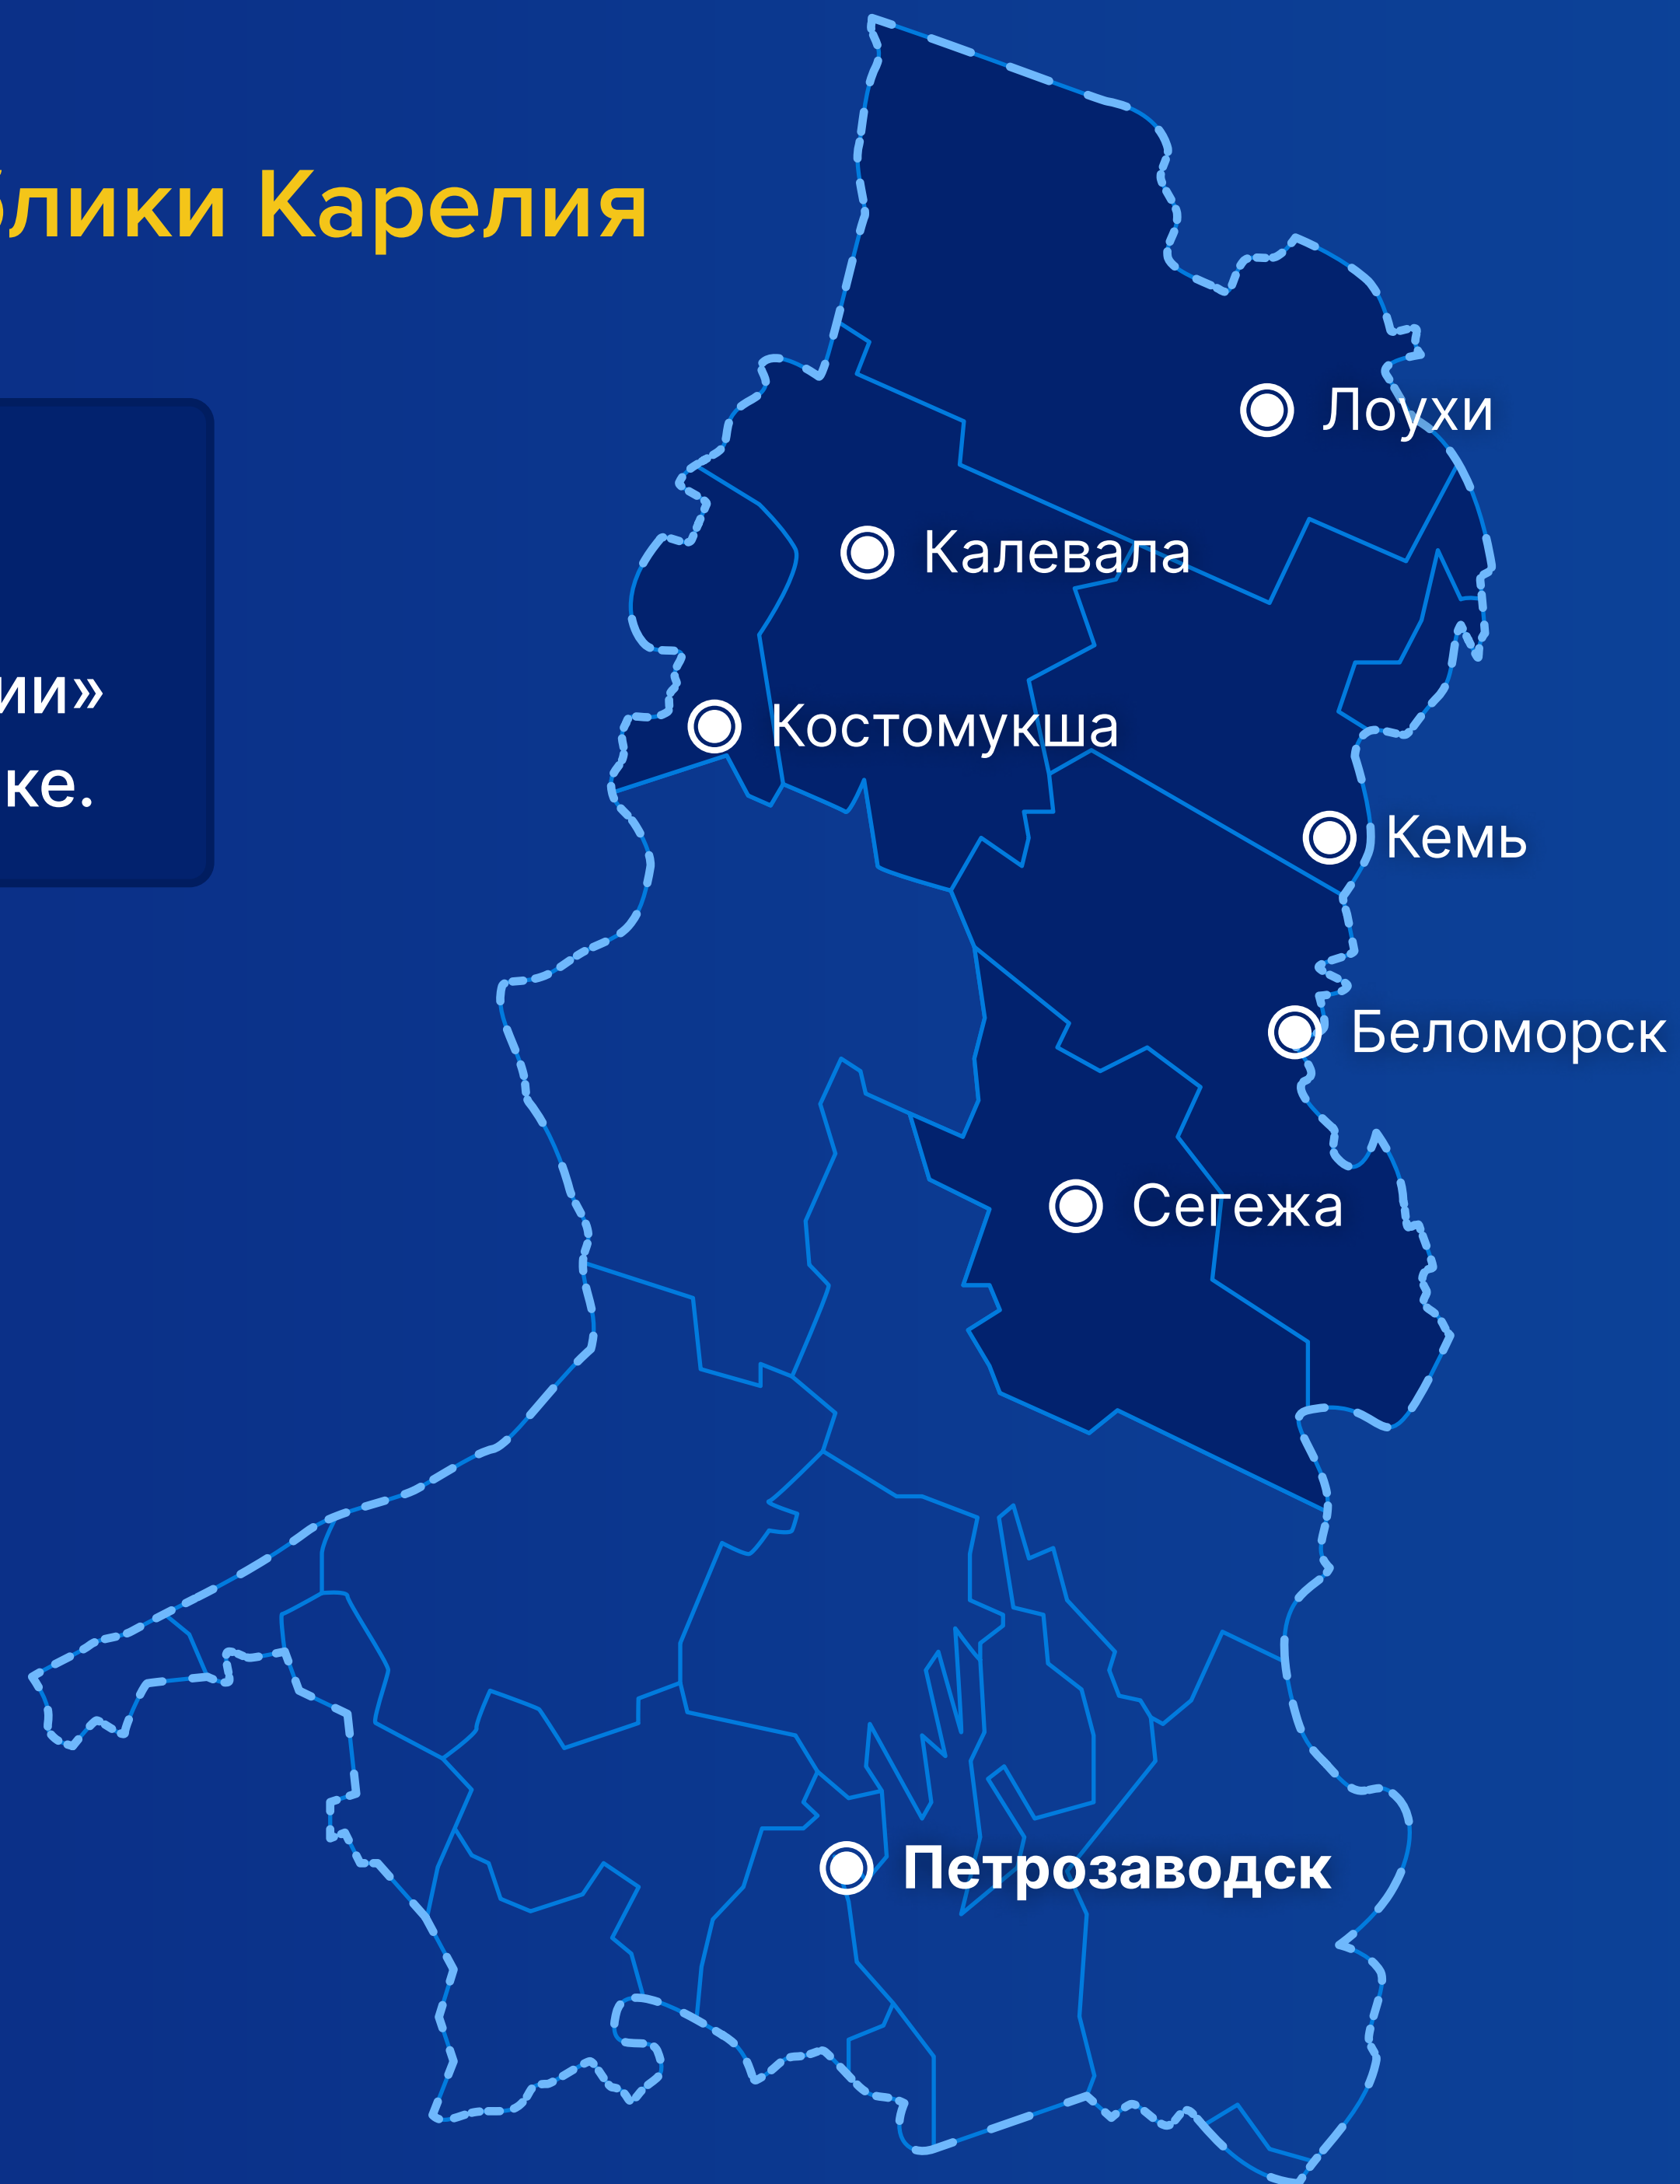 блики Карелия
Лоухи
Калевала
ии»
Костомукша
ке.
Кемь
Беломорск
Сегежа
Петрозаводск